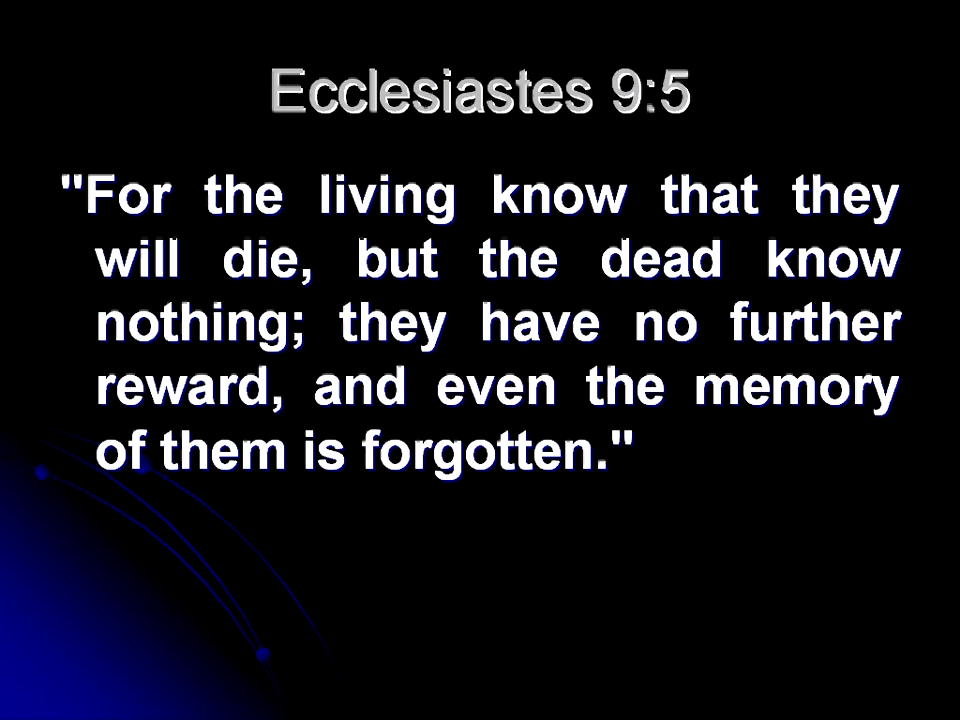 Ecclesiastes 9:5
"For the living know that they
will die, but the dead know
nothing; they have no further
reward, and even the memory
of them is forgotten."